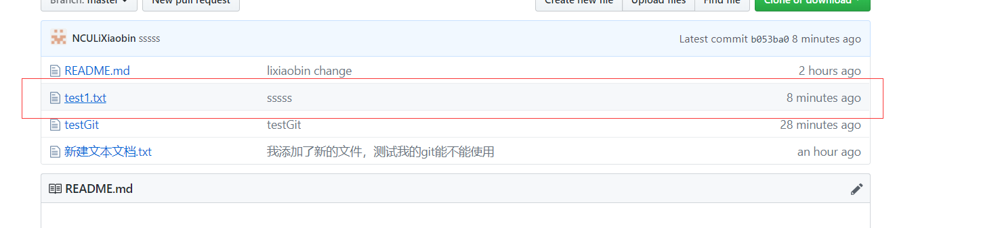 Branch: master New pull request Create new file Upload files Find file Clone or download
NCULiXiaobin sssss Latest commit b053ba0 8 minutes ago
README.md lixiaobin change 2 hours ago
test1.txt sssss 8 minutes ago
testGit testGit 28 minutes ago
新建文本文档.txt 我添加了新的文件，测试我的git能不能使用 an hour ago
README.md